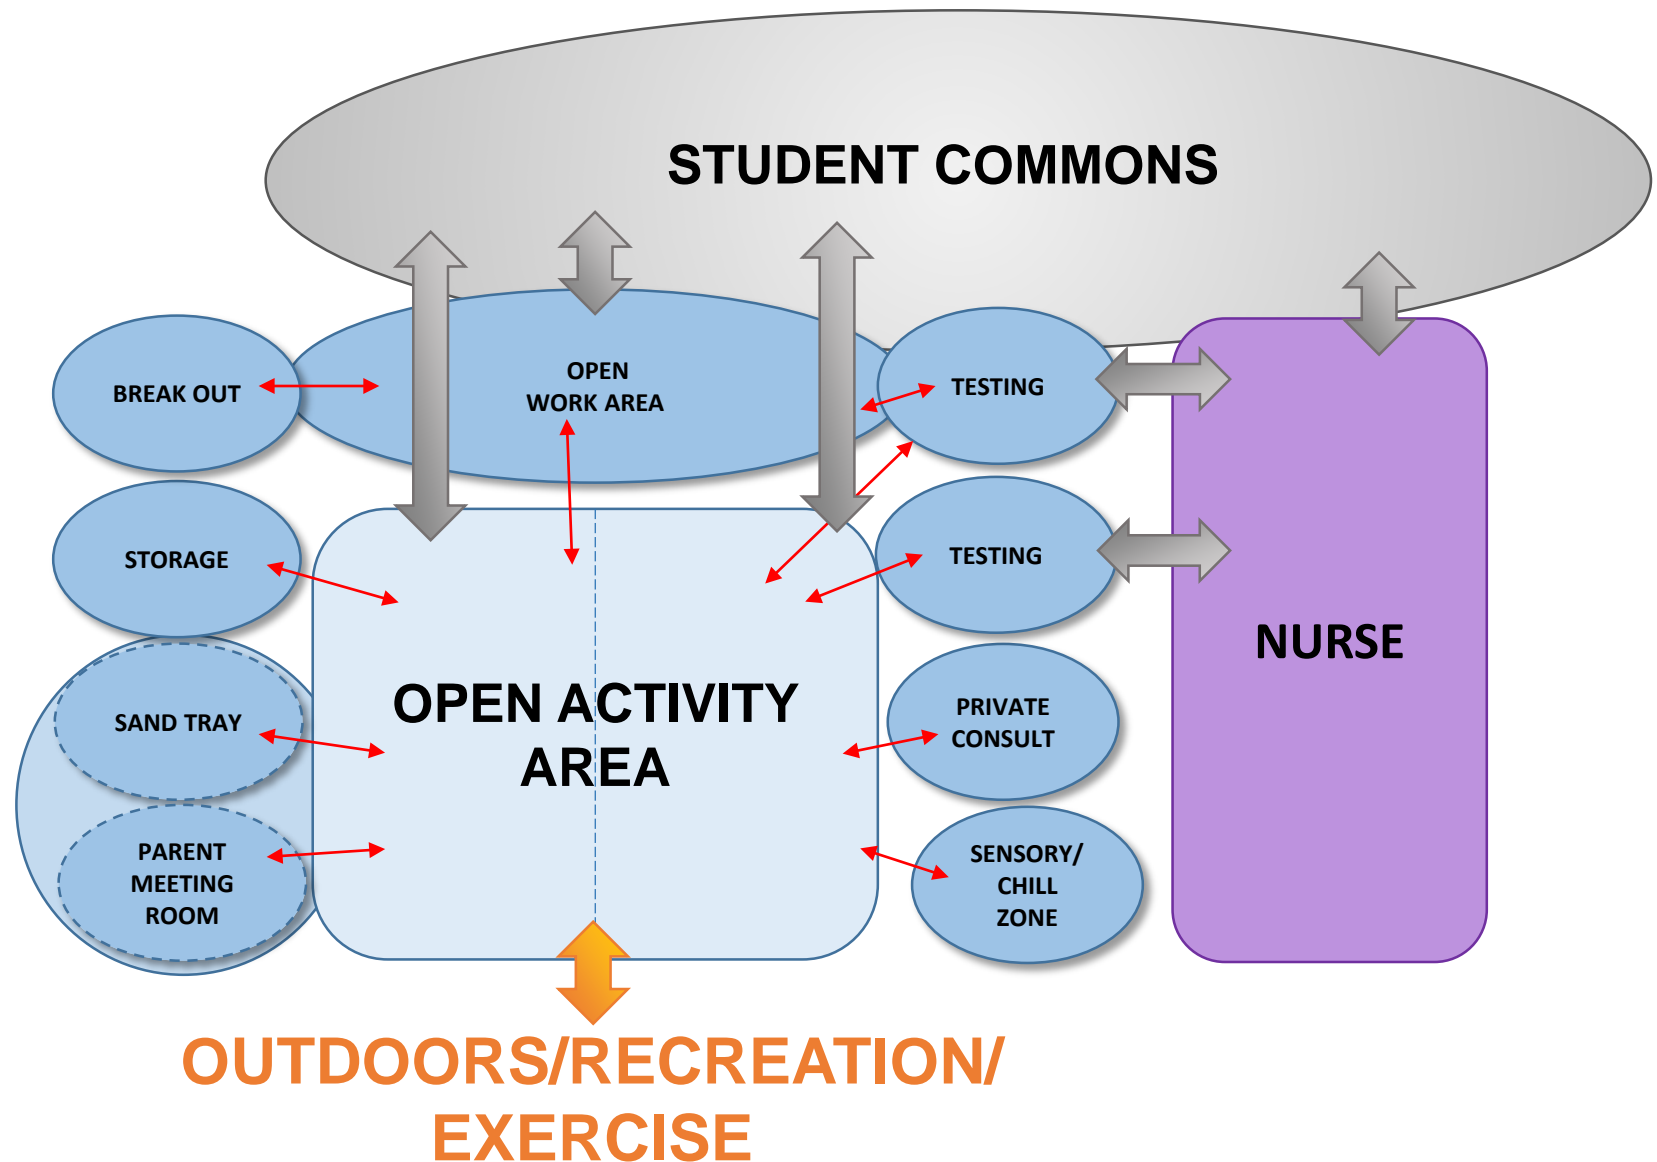 STUDENT COMMONS
BREAK OUT
OPEN
WORK AREA
TESTING
STORAGE
TESTING
NURSE
SAND TRAY
OPEN ACTIVITY
AREA
PRIVATE
CONSULT
PARENT
MEETING
ROOM
SENSORY/
CHILL
ZONE
OUTDOORS/RECREATION/
EXERCISE